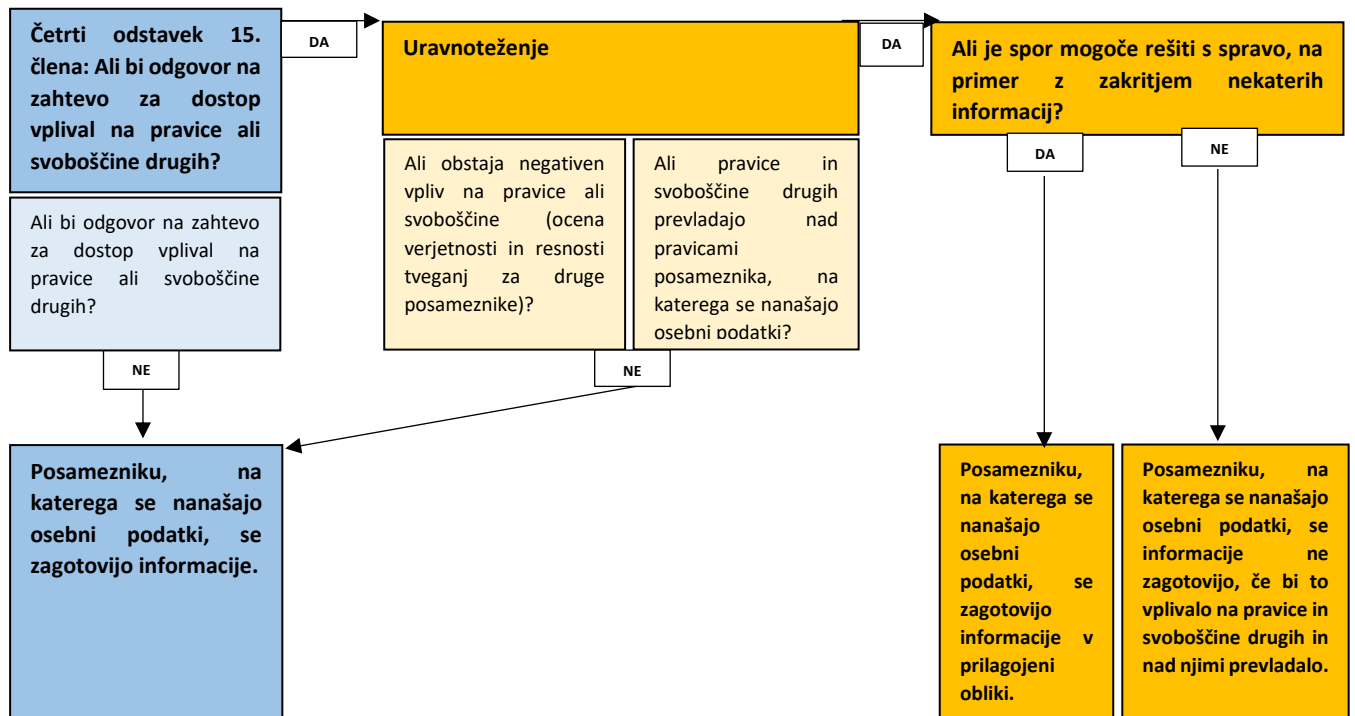 Četrti odstavek 15.
člena: Ali bi odgovor na
zahtevo za dostop
vplival na pravice ali
svoboščine drugih?
DA
Uravnoteženje
DA
Ali je spor mogoče rešiti s spravo, na
primer z zakritjem nekaterih
informacij?
Ali bi odgovor na zahtevo
za dostop vplival na
pravice ali svoboščine
drugih?
NE
Ali obstaja negativen
vpliv na pravice ali
svoboščine (ocena
verjetnosti in resnosti
tveganj za druge
posameznike)?
Ali pravice in
svoboščine drugih
prevladajo nad
pravicami
posameznika, na
katerega se nanašajo
osebni podatki?
NE
DA
NE
Posamezniku, na
katerega se nanašajo
osebni podatki, se
zagotovijo informacije.
Posamezniku,
na katerega se
nanašajo
osebni
podatki, se
zagotovijo
informacije v
prilagojeni
obliki.
Posamezniku, na
katerega se nanašajo
osebni podatki, se
informacije ne
zagotovijo, če bi to
vplivalo na pravice in
svoboščine drugih in
nad njimi prevladalo.